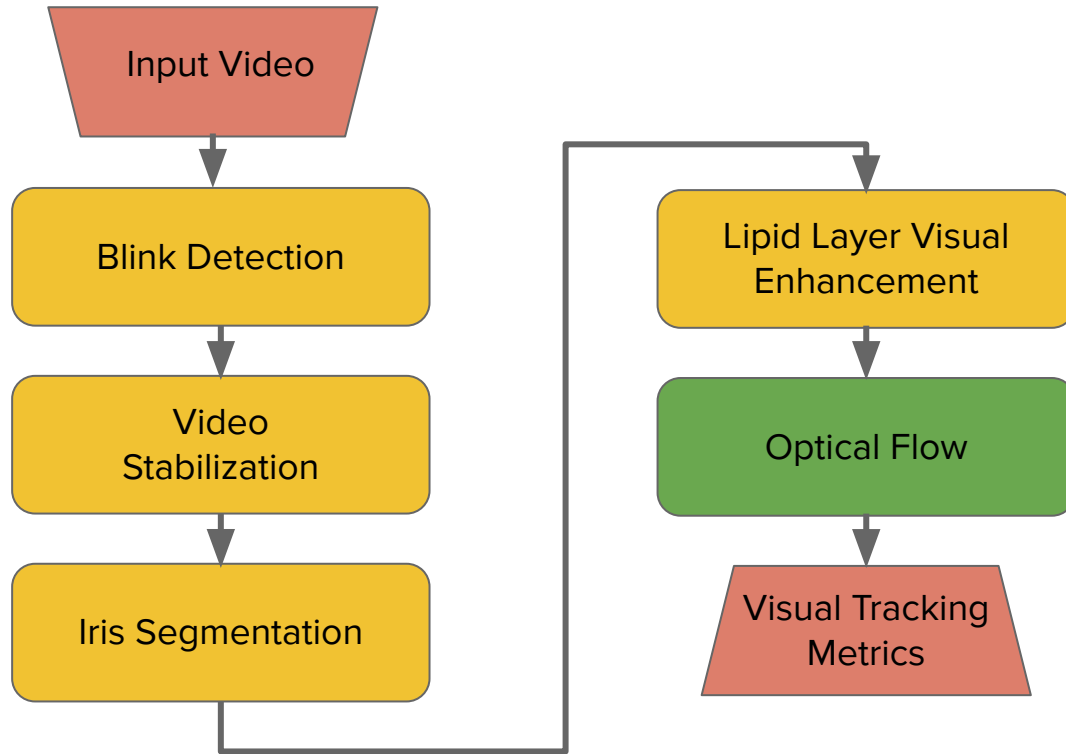 Input Video
Blink Detection
Video
Stabilization
Iris Segmentation
Lipid Layer Visual
Enhancement
Optical Flow
Visual Tracking
Metrics